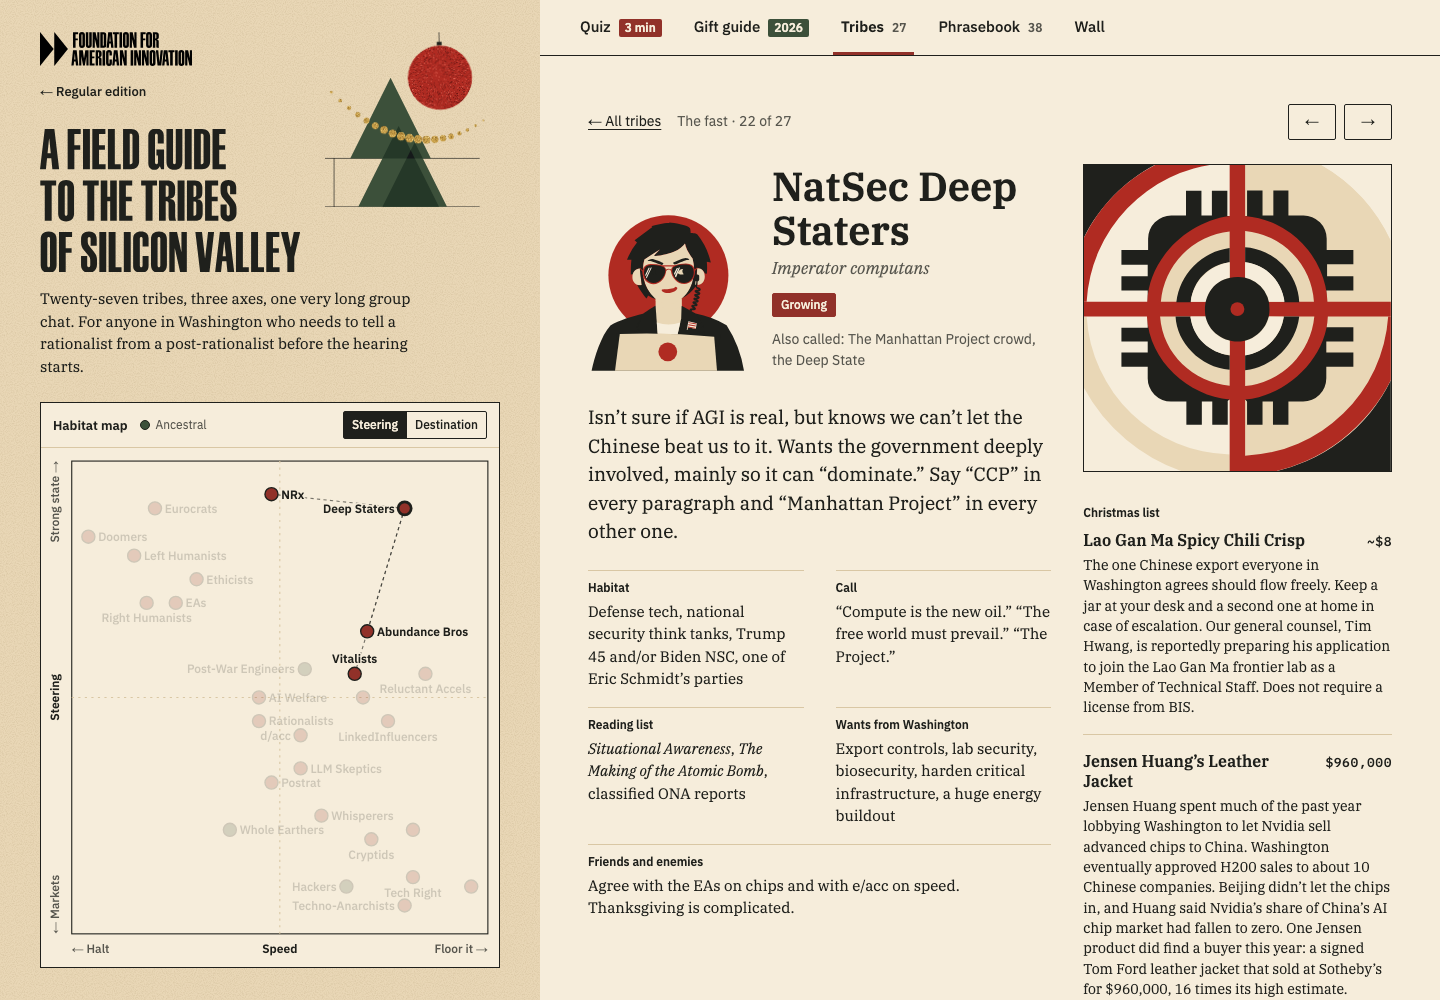 FOUNDATION FOR
AMERICAN INNOVATION
← Regular edition
A FIELD GUIDE
TO THE TRIBES
OF SILICON VALLEY
Twenty-seven tribes, three axes, one very long group
chat. For anyone in Washington who needs to tell a
rationalist from a post-rationalist before the hearing
starts.
Habitat map
Ancestral
Steering
Destination
Strong state →
Steering
← Markets
NRx
Deep Staters
Eurocrats
Doomers
Left Humanists
Ethicists
EAs
Right Humanists
Abundance Bros
Vitalists
Post-War Engineers
Reluctant Accels
AI Welfare
Rationalists
d/acc
LinkedInfluencers
LLM Skeptics
Postrat
Whisperers
Whole Earthers
Cryptids
Hackers
Tech Right
Techno-Anarchists
← Halt
Speed
Floor it →
Quiz 3 min
Gift guide 2026
Tribes 27
Phrasebook 38
Wall
← All tribes
The fast · 22 of 27
←
→
NatSec Deep
Staters
Imperator computans
Growing
Also called: The Manhattan Project crowd,
the Deep State
Isn’t sure if AGI is real, but knows we can’t let the
Chinese beat us to it. Wants the government deeply
involved, mainly so it can “dominate.” Say “CCP” in
every paragraph and “Manhattan Project” in every
other one.
Habitat
Defense tech, national
security think tanks, Trump
45 and/or Biden NSC, one of
Eric Schmidt’s parties
Call
“Compute is the new oil.” “The
free world must prevail.” “The
Project.”
Reading list
Situational Awareness, The
Making of the Atomic Bomb,
classified ONA reports
Wants from Washington
Export controls, lab security,
biosecurity, harden critical
infrastructure, a huge energy
buildout
Friends and enemies
Agree with the EAs on chips and with e/acc on speed.
Thanksgiving is complicated.
Christmas list
Lao Gan Ma Spicy Chili Crisp ~$8
The one Chinese export everyone in
Washington agrees should flow freely. Keep a
jar at your desk and a second one at home in
case of escalation. Our general counsel, Tim
Hwang, is reportedly preparing his application
to join the Lao Gan Ma frontier lab as a
Member of Technical Staff. Does not require a
license from BIS.
Jensen Huang’s Leather $960,000
Jacket
Jensen Huang spent much of the past year
lobbying Washington to let Nvidia sell
advanced chips to China. Washington
eventually approved H200 sales to about 10
Chinese companies. Beijing didn’t let the chips
in, and Huang said Nvidia’s share of China’s AI
chip market had fallen to zero. One Jensen
product did find a buyer this year: a signed
Tom Ford leather jacket that sold at Sotheby’s
for $960,000, 16 times its high estimate.